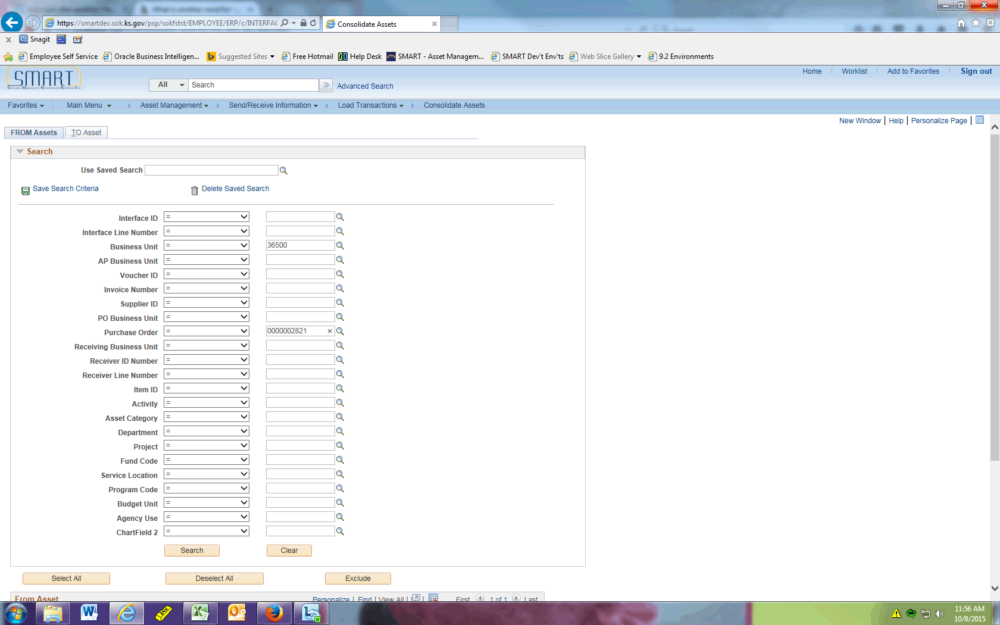 https://smartdev.sok.ks.gov/psp/sokfstst/EMPLOYEE/ERP/c/INTERFAC
Consolidate Assets
Snagit
Employee Self Service
Oracle Business Intelligen...
Suggested Sites
Free Hotmail
Help Desk
SMART - Asset Managem...
SMART Dev't Env'ts
Web Slice Gallery
9.2 Environments
SMART
All
Search
Advanced Search
Home
Worklist
Add to Favorites
Sign out
Favorites
Main Menu
Asset Management
Send/Receive Information
Load Transactions
Consolidate Assets
New Window | Help | Personalize Page |
FROM Assets
TO Asset
Search
Use Saved Search
Save Search Criteria
Delete Saved Search
Interface ID =
Interface Line Number =
Business Unit = 36500
AP Business Unit =
Voucher ID =
Invoice Number =
Supplier ID =
PO Business Unit =
Purchase Order = 0000002821
Receiving Business Unit =
Receiver ID Number =
Receiver Line Number =
Item ID =
Activity =
Asset Category =
Department =
Project =
Fund Code =
Service Location =
Program Code =
Budget Unit =
Agency Use =
ChartField 2 =
Search
Clear
Select All
Deselect All
Exclude
From Asset
Personalize | Find | View All |
First 1 of 1 Last
11:56 AM
10/8/2015